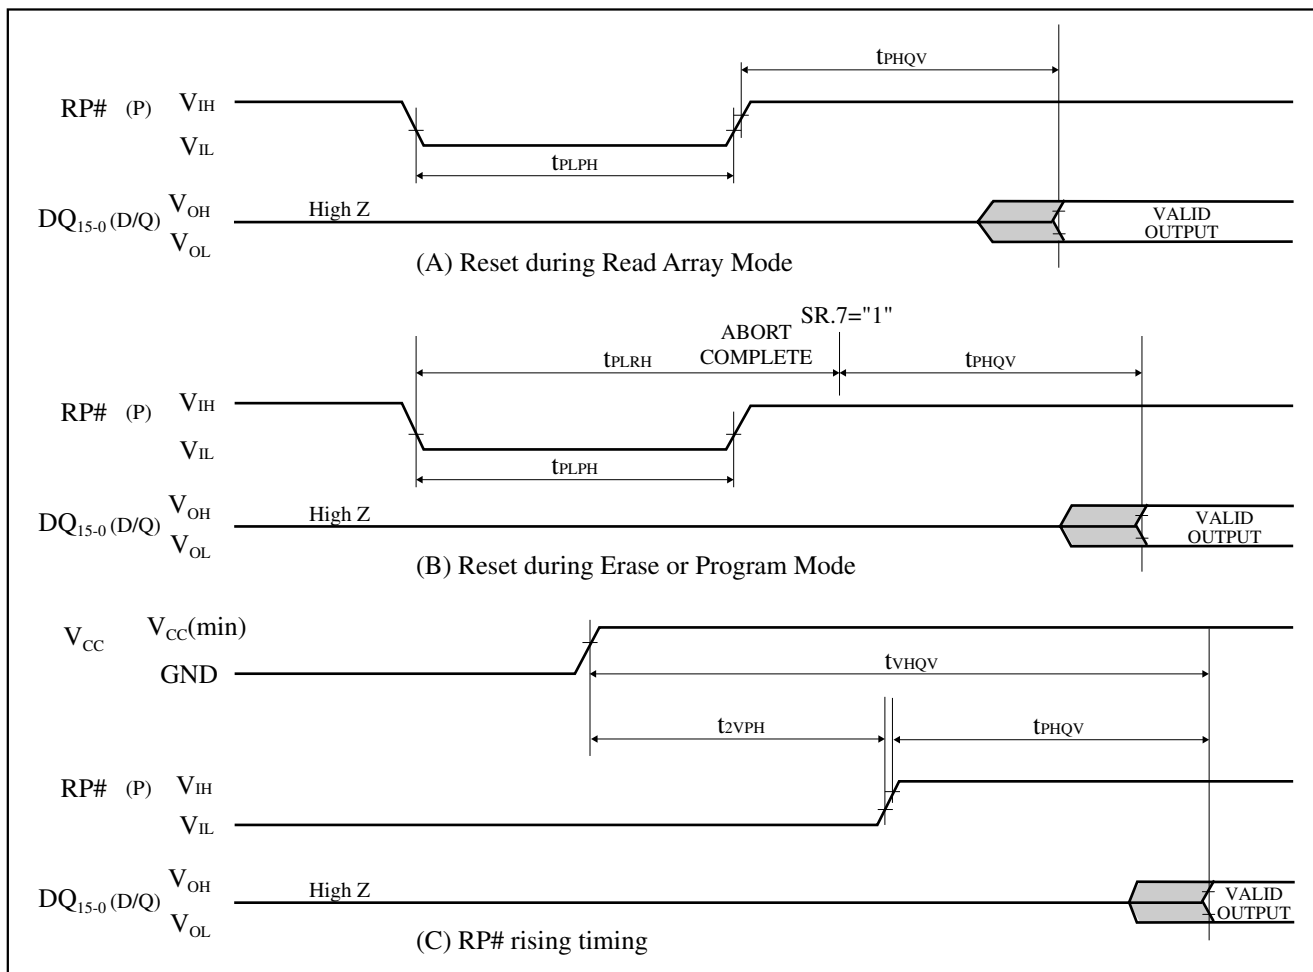 tPHQV
RP# (P) VIH
VIL
tPLPH
DQ15-0 (D/Q) VOH
VOL
High Z
VALID
OUTPUT
(A) Reset during Read Array Mode
SR.7="1"
ABORT
COMPLETE
tPLRH
tPHQV
RP# (P) VIH
VIL
tPLPH
DQ15-0 (D/Q) VOH
VOL
High Z
VALID
OUTPUT
(B) Reset during Erase or Program Mode
VCC VCC(min)
GND
tVHQV
t2VPH
tPHQV
RP# (P) VIH
VIL
DQ15-0 (D/Q) VOH
VOL
High Z
VALID
OUTPUT
(C) RP# rising timing